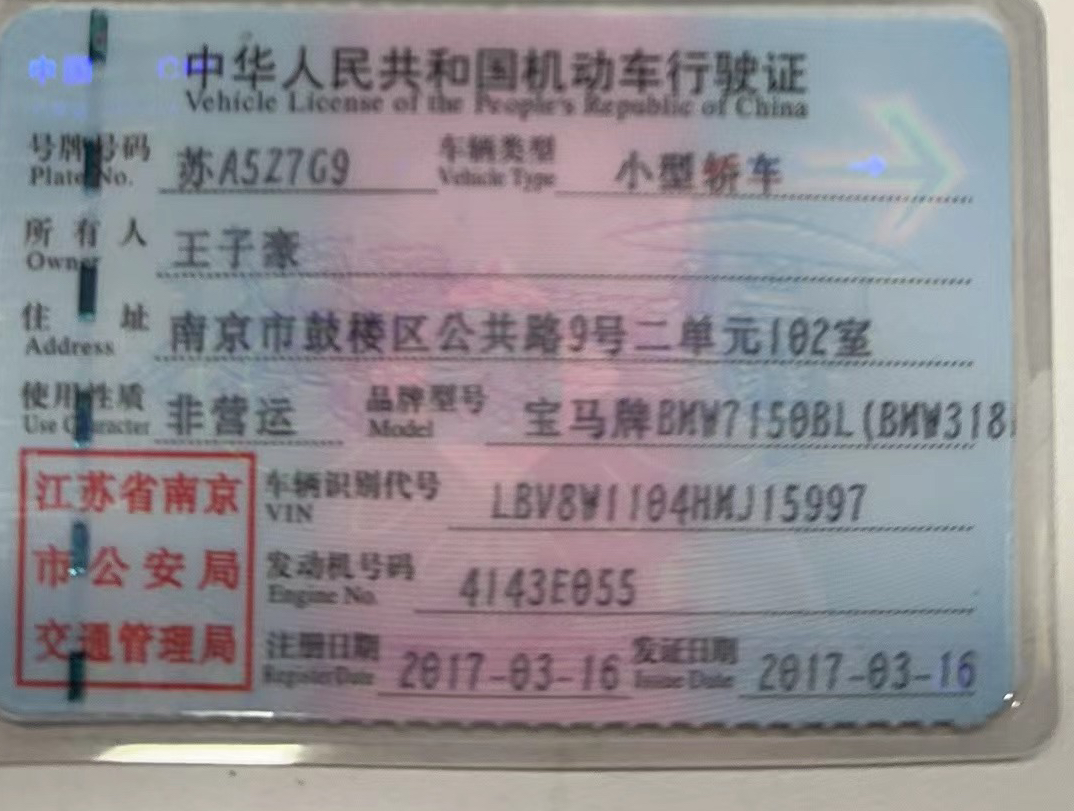 中国
中华人民共和国机动车行驶证
Vehicle License of the People's Republic of China
号牌号码 苏A5Z7G9 车辆类型 小型轿车
Plate No. Vehicle Type
所有人 王子豪
Owner
住址 南京市鼓楼区公共路9号二单元102室
Address
使用性质 非营运 品牌型号 宝马牌BMW7150BL(BMW318
Use Character Model
江苏省南京
市公安局
交通管理局
车辆识别代号 LBV8W1104HMJ15997
VIN
发动机号码 4143E055
Engine No.
注册日期 2017-03-16 发证日期 2017-03-16
Register Date Issue Date